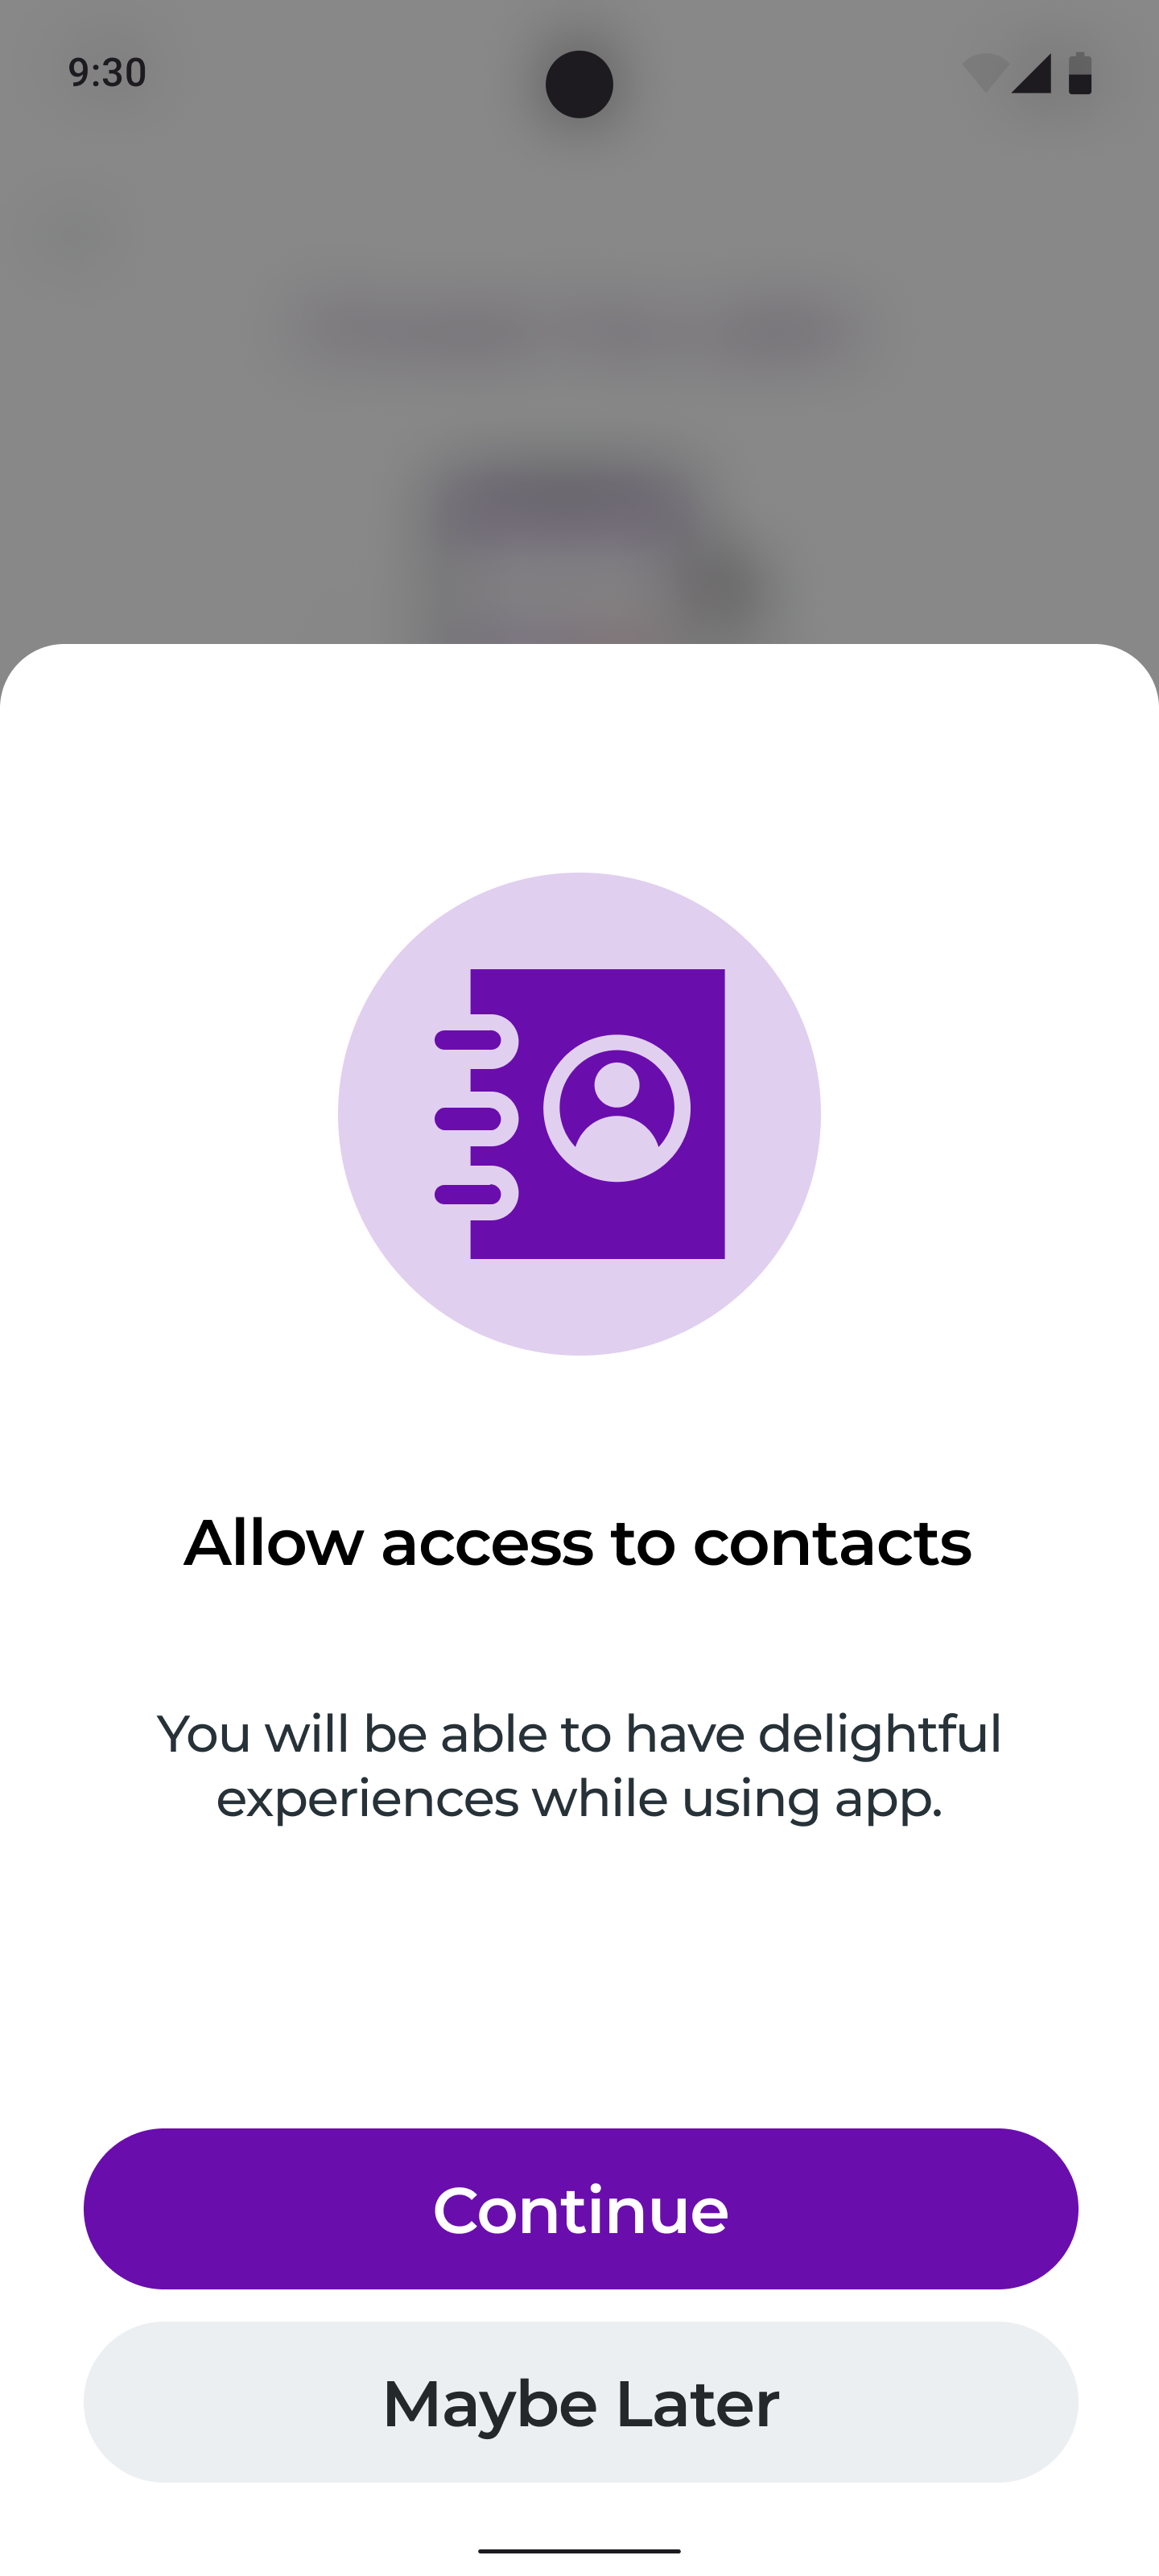 9:30
Allow access to contacts
You will be able to have delightful
experiences while using app.
Continue
Maybe Later